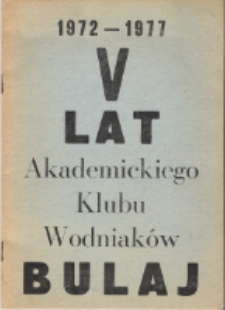 1972 – 1977
V
LAT
Akademickiego
Klubu
Wodniaków
BULAJ